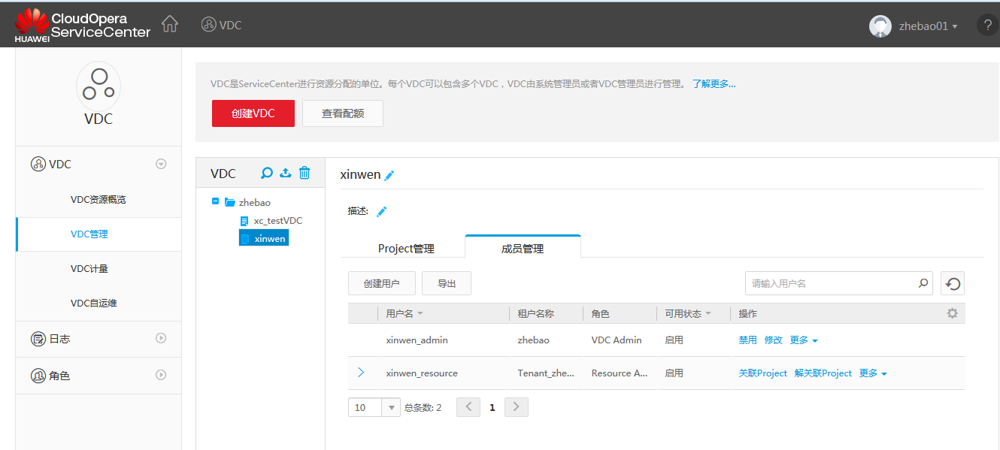 HUAWEI
CloudOpera
ServiceCenter
VDC
zhebao01
?
VDC
VDC
VDC资源概览
VDC管理
VDC计量
VDC自运维
日志
角色
VDC是ServiceCenter进行资源分配的单位。每个VDC可以包含多个VDC，VDC由系统管理员或者VDC管理员进行管理。 了解更多...
创建VDC 查看配额
VDC
zhebao
xc_testVDC
xinwen
xinwen
描述:
Project管理 成员管理
创建用户 导出 请输入用户名
用户名 租户名称 角色 可用状态 操作
xinwen_admin zhebao VDC Admin 启用 禁用 修改 更多
xinwen_resource Tenant_zhe... Resource A... 启用 关联Project 解关联Project 更多
10 总条数: 2 1